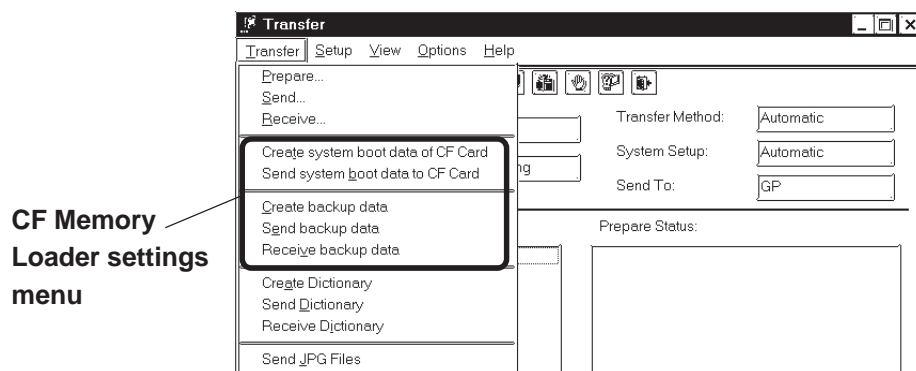 Transfer
Transfer Setup View Options Help
Prepare...
Send...
Receive...
Create system boot data of CF Card
Send system boot data to CF Card
Create backup data
Send backup data
Receive backup data
Create Dictionary
Send Dictionary
Receive Dictionary
Send JPG Files
ng
Transfer Method: Automatic
System Setup: Automatic
Send To: GP
Prepare Status:
CF Memory
Loader settings
menu